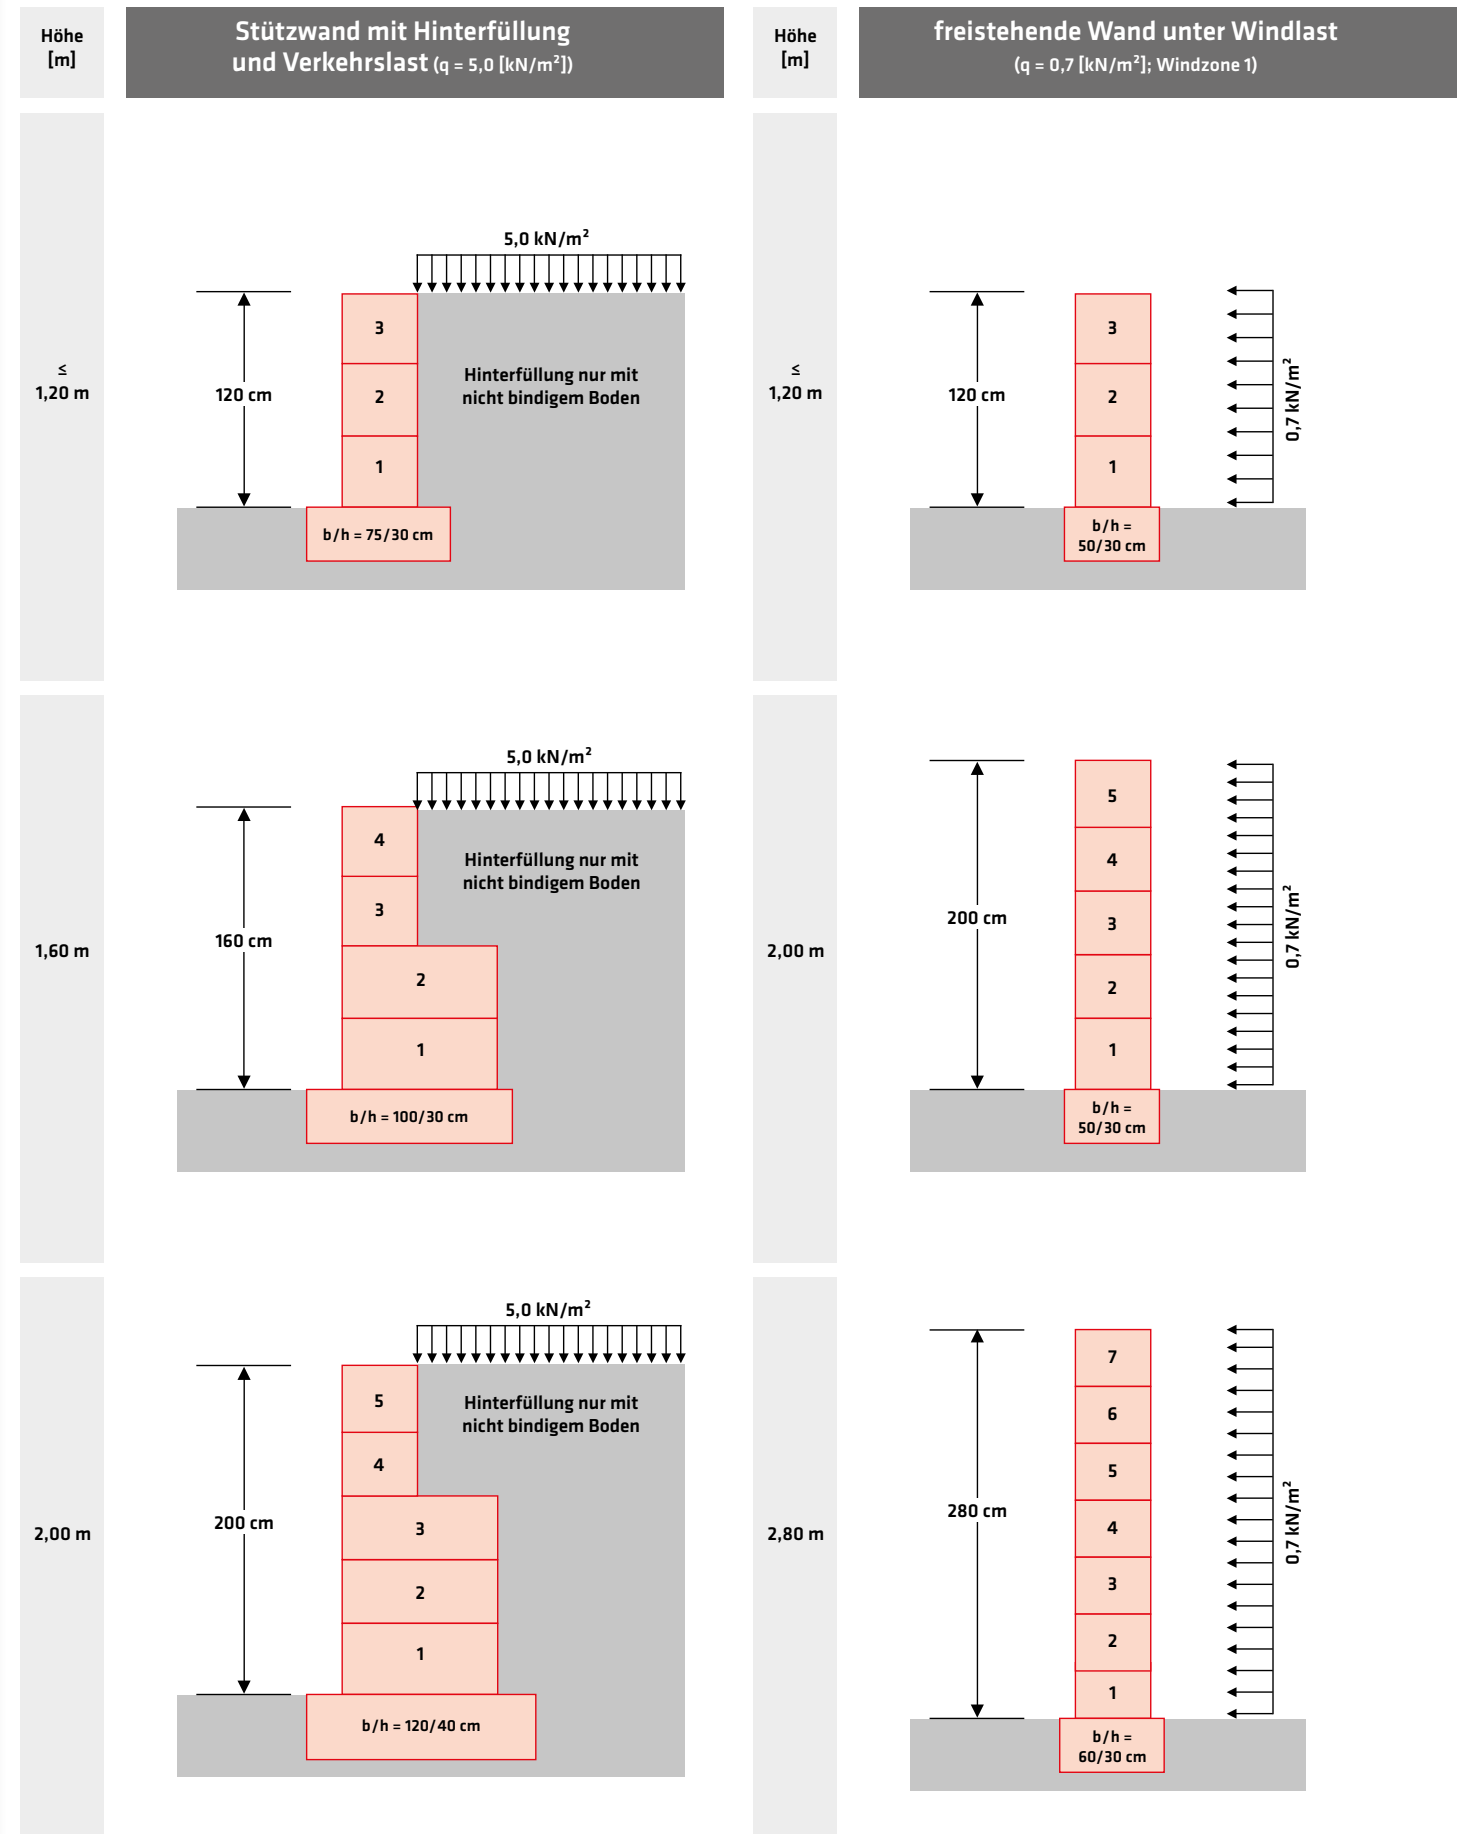 Höhe
[m]
Stützwand mit Hinterfüllung
und Verkehrslast (q = 5,0 [kN/m²])
Höhe
[m]
freistehende Wand unter Windlast
(q = 0,7 [kN/m²]; Windzone 1)
≤
1,20 m
120 cm
5,0 kN/m²
3
2
1
Hinterfüllung nur mit
nicht bindigem Boden
b/h = 75/30 cm
≤
1,20 m
120 cm
3
2
1
b/h =
50/30 cm
0,7 kN/m²
1,60 m
160 cm
5,0 kN/m²
4
3
2
1
Hinterfüllung nur mit
nicht bindigem Boden
b/h = 100/30 cm
2,00 m
200 cm
5
4
3
2
1
b/h =
50/30 cm
0,7 kN/m²
2,00 m
200 cm
5,0 kN/m²
5
4
3
2
1
Hinterfüllung nur mit
nicht bindigem Boden
b/h = 120/40 cm
2,80 m
280 cm
7
6
5
4
3
2
1
b/h =
60/30 cm
0,7 kN/m²